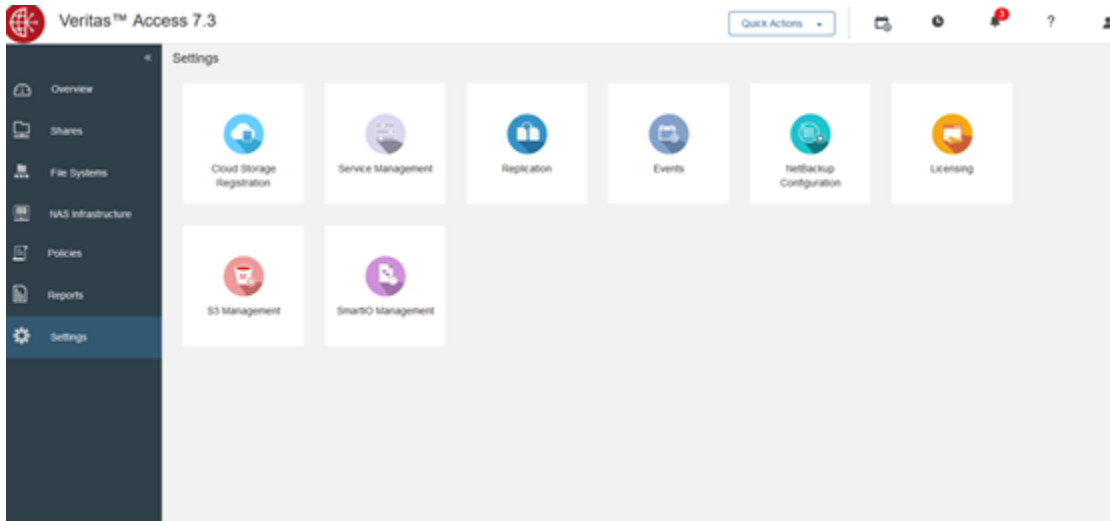 Veritas™ Access 7.3
Quick Actions
3
?
«
Settings
Overview
Shares
File Systems
NAS Infrastructure
Policies
Reports
Settings
Cloud Storage
Registration
Service Management
Replication
Events
NetBackup
Configuration
Licensing
S3 Management
SmartIO Management